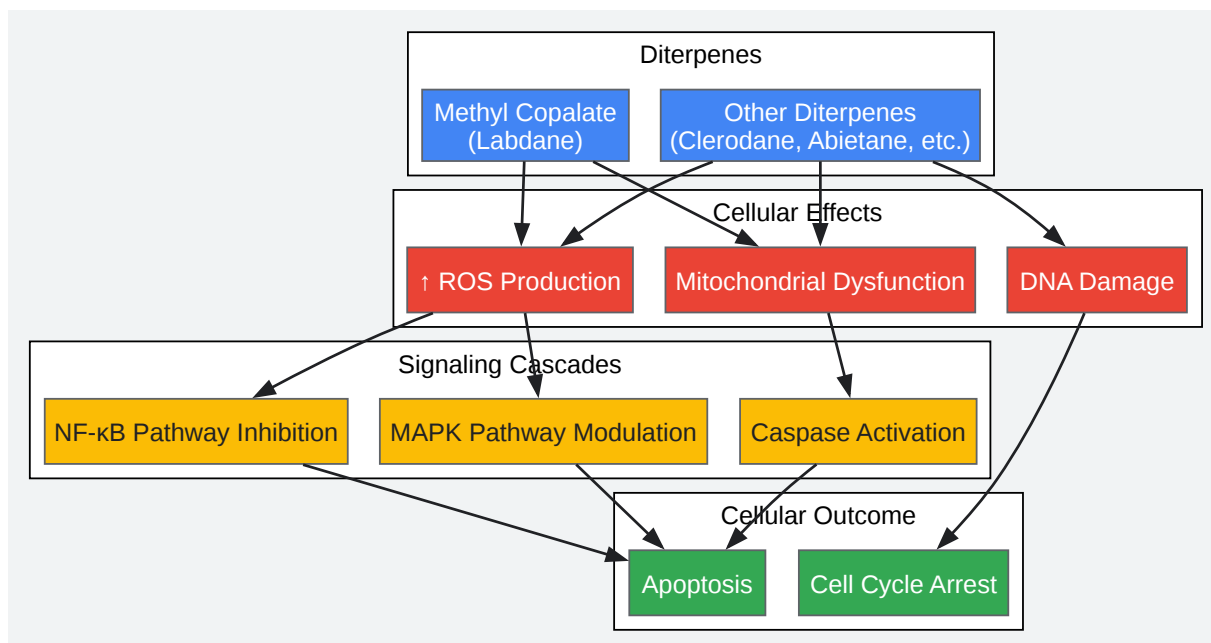 Diterpenes
Methyl Copalate
(Labdane)
Other Diterpenes
(Clerodane, Abietane, etc.)
Cellular Effects
↑ ROS Production
Mitochondrial Dysfunction
DNA Damage
Signaling Cascades
NF-κB Pathway Inhibition
MAPK Pathway Modulation
Caspase Activation
Cellular Outcome
Apoptosis
Cell Cycle Arrest